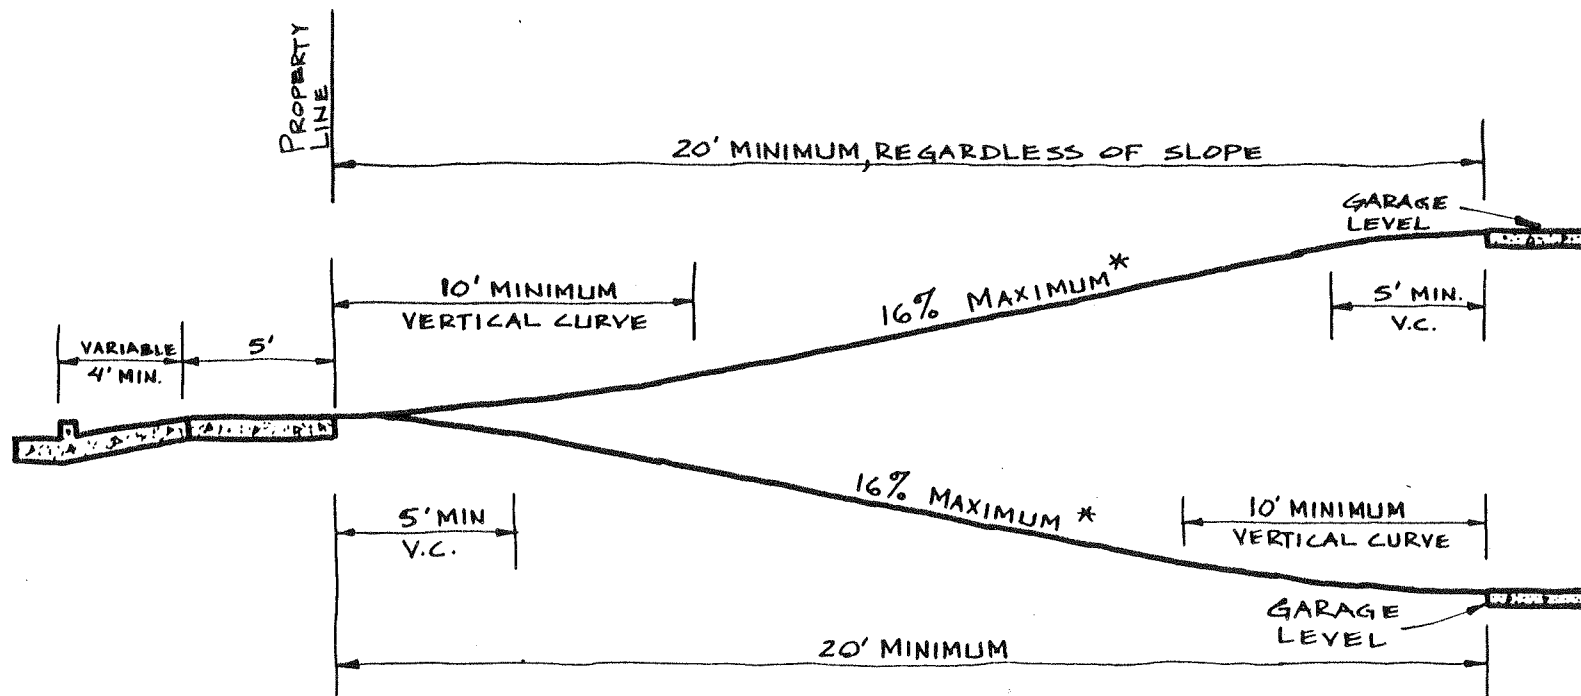 PROPERTY
LINE
20' MINIMUM, REGARDLESS OF SLOPE
GARAGE
LEVEL
10' MINIMUM
VERTICAL CURVE
16% MAXIMUM*
5' MIN.
V.C.
VARIABLE
4' MIN.
5'
5' MIN
V.C.
16% MAXIMUM *
10' MINIMUM
VERTICAL CURVE
GARAGE
LEVEL
20' MINIMUM